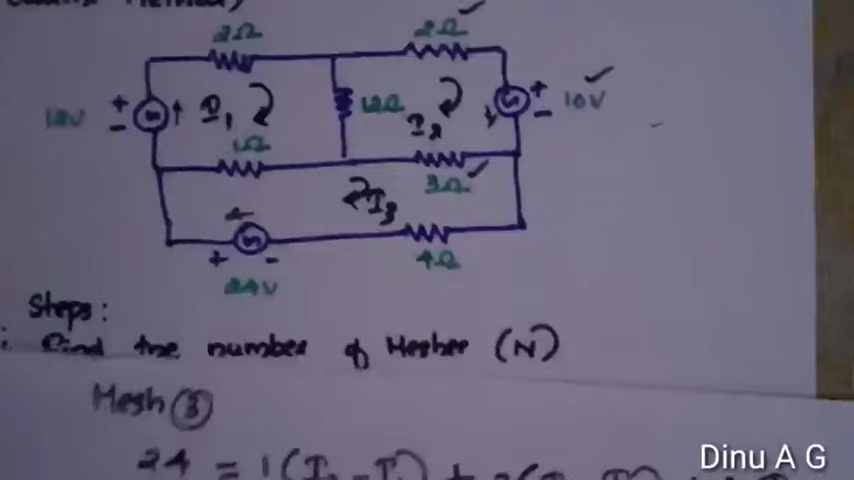 2Ω 2Ω
+ - I₁ 12Ω I₂ + - 10V
1Ω 3Ω
I₃
+ - 4Ω
24V
Steps:
: Find the number of Meshes (N)
Mesh ③
24 = 1(I₃ - I₁) +
Dinu A G